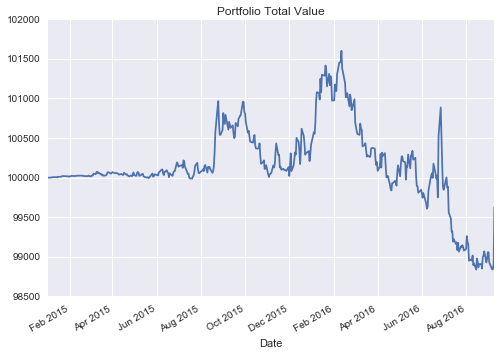 Portfolio Total Value
102000
101500
101000
100500
100000
99500
99000
98500
Feb 2015
Apr 2015
Jun 2015
Aug 2015
Oct 2015
Dec 2015
Feb 2016
Apr 2016
Jun 2016
Aug 2016
Date